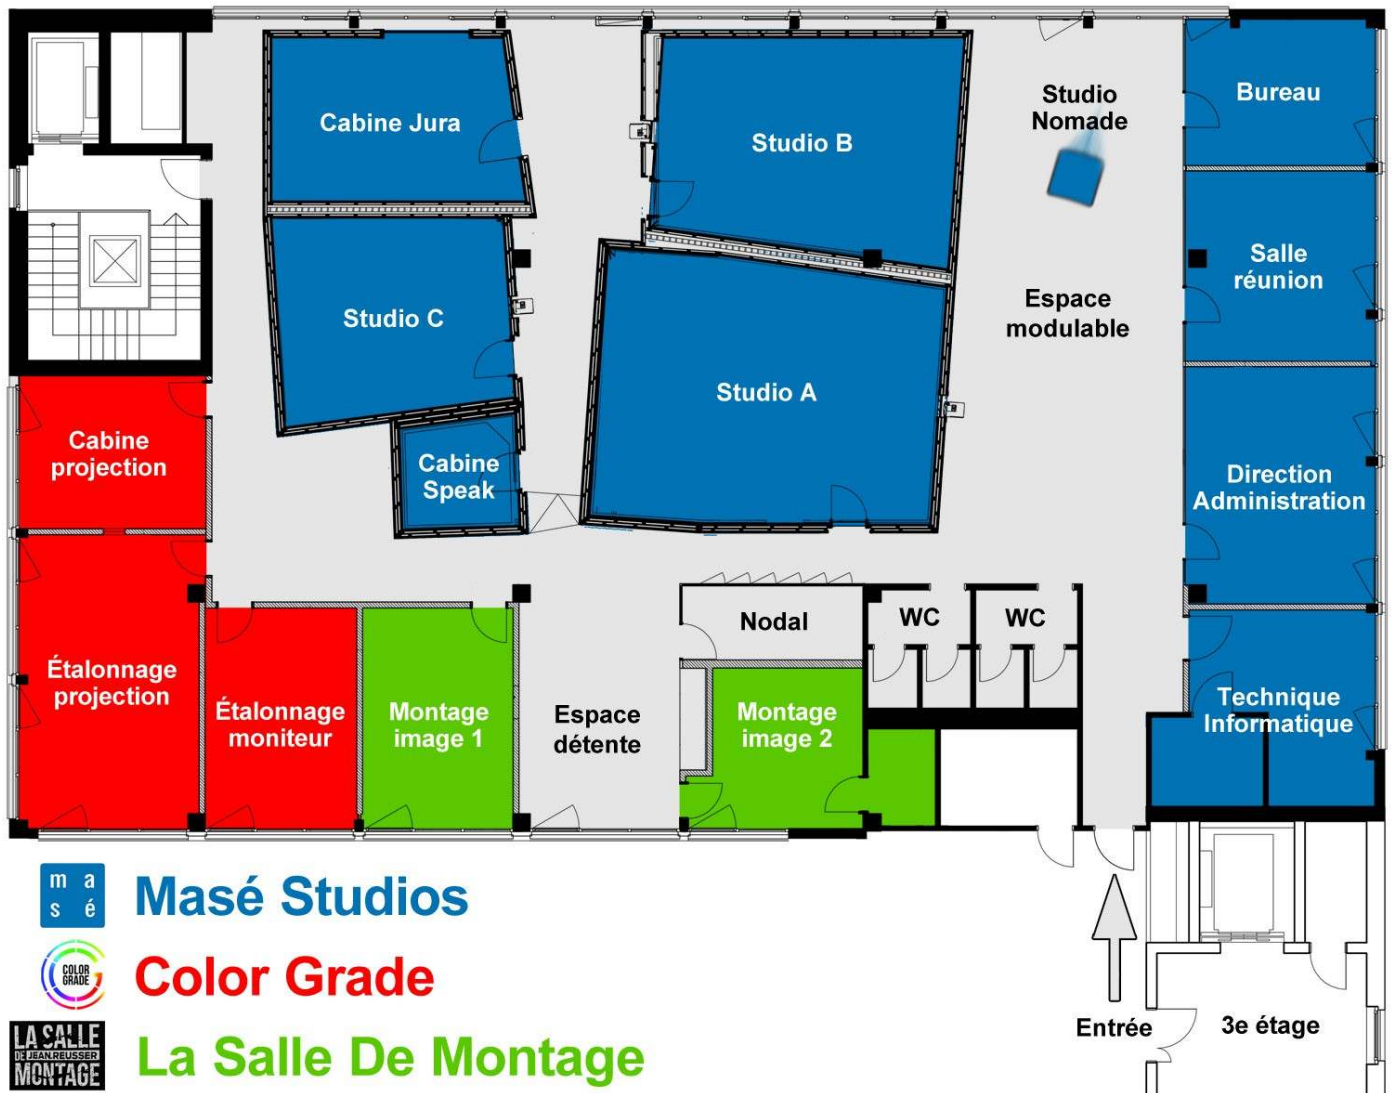 Cabine Jura
Studio B
Studio
Nomade
Bureau
Salle
réunion
Studio C
Espace
modulable
Studio A
Cabine
projection
Cabine
Speak
Direction
Administration
Nodal
WC
WC
Étalonnage
projection
Étalonnage
moniteur
Montage
image 1
Espace
détente
Montage
image 2
Technique
Informatique
m a
s é
Masé Studios
COLOR
GRADE
Color Grade
LA SALLE
DE JEAN REUSSER
MONTAGE
La Salle De Montage
Entrée
3e étage